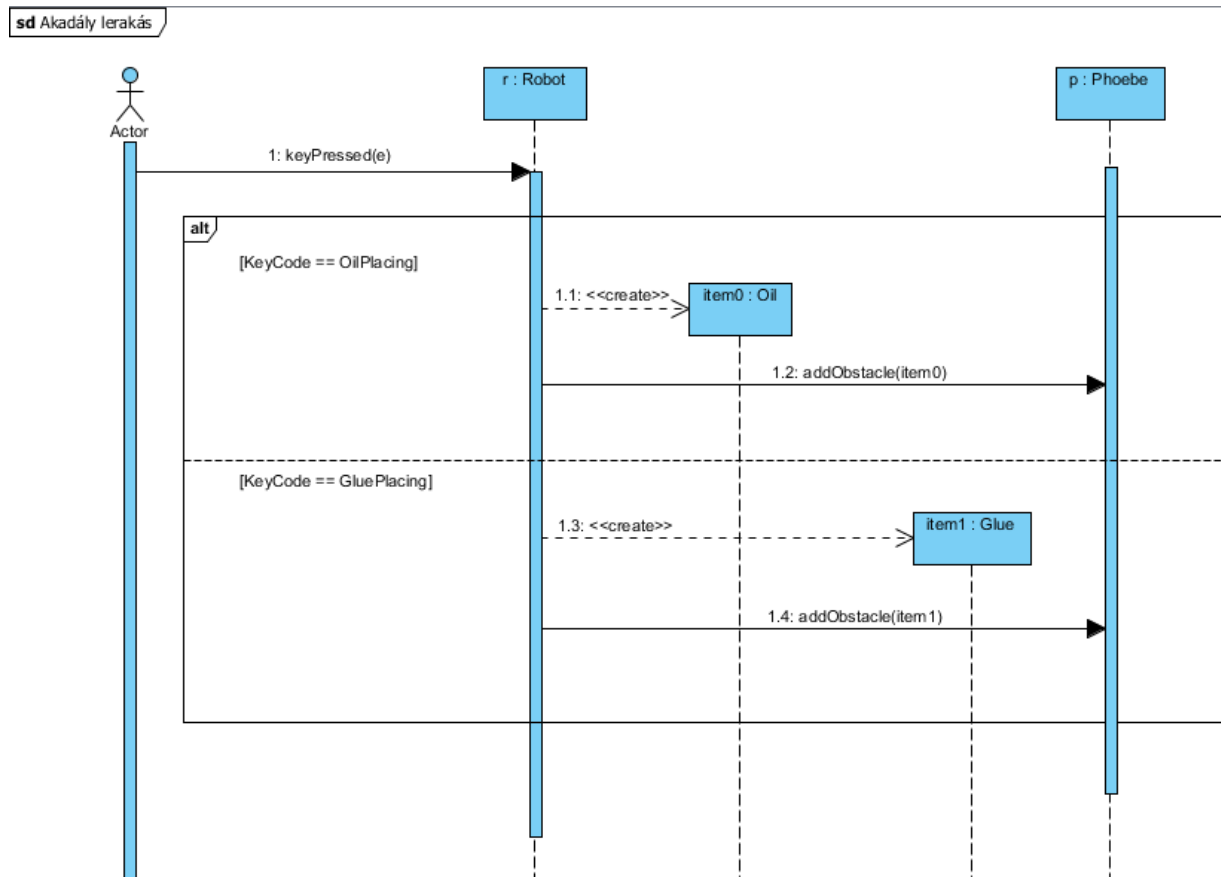 sd Akadály lerakás
r : Robot
p : Phoebe
Actor
1: keyPressed(e)
alt
[KeyCode == OilPlacing]
1.1: <<create>>
item0 : Oil
1.2: addObstacle(item0)
[KeyCode == GluePlacing]
1.3: <<create>>
item1 : Glue
1.4: addObstacle(item1)